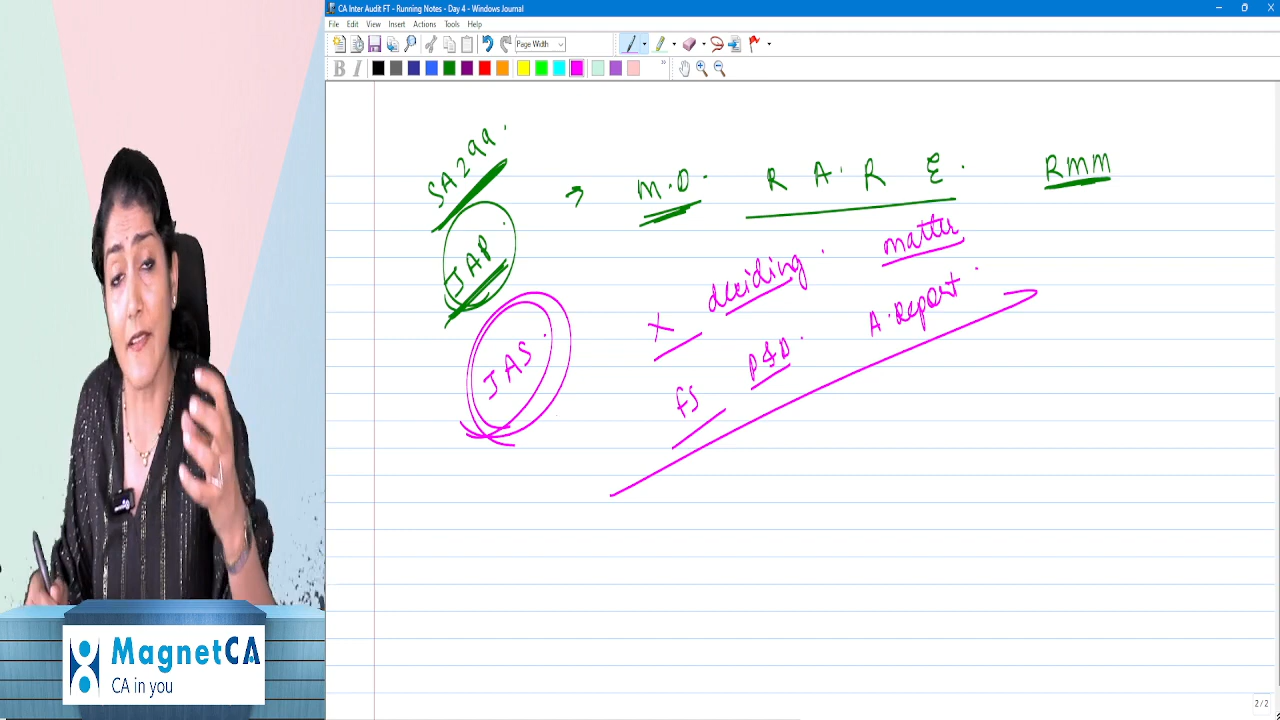 CA Inter Audit FT - Running Notes - Day 4 - Windows Journal
File Edit View Insert Actions Tools Help
Page Width
B I
SA299.
→ M.O. R A. R E. RMM
JAP.
X deciding. matter
JAS.
FS P&D. A. Report.
MagnetCA
CA in you
2/2